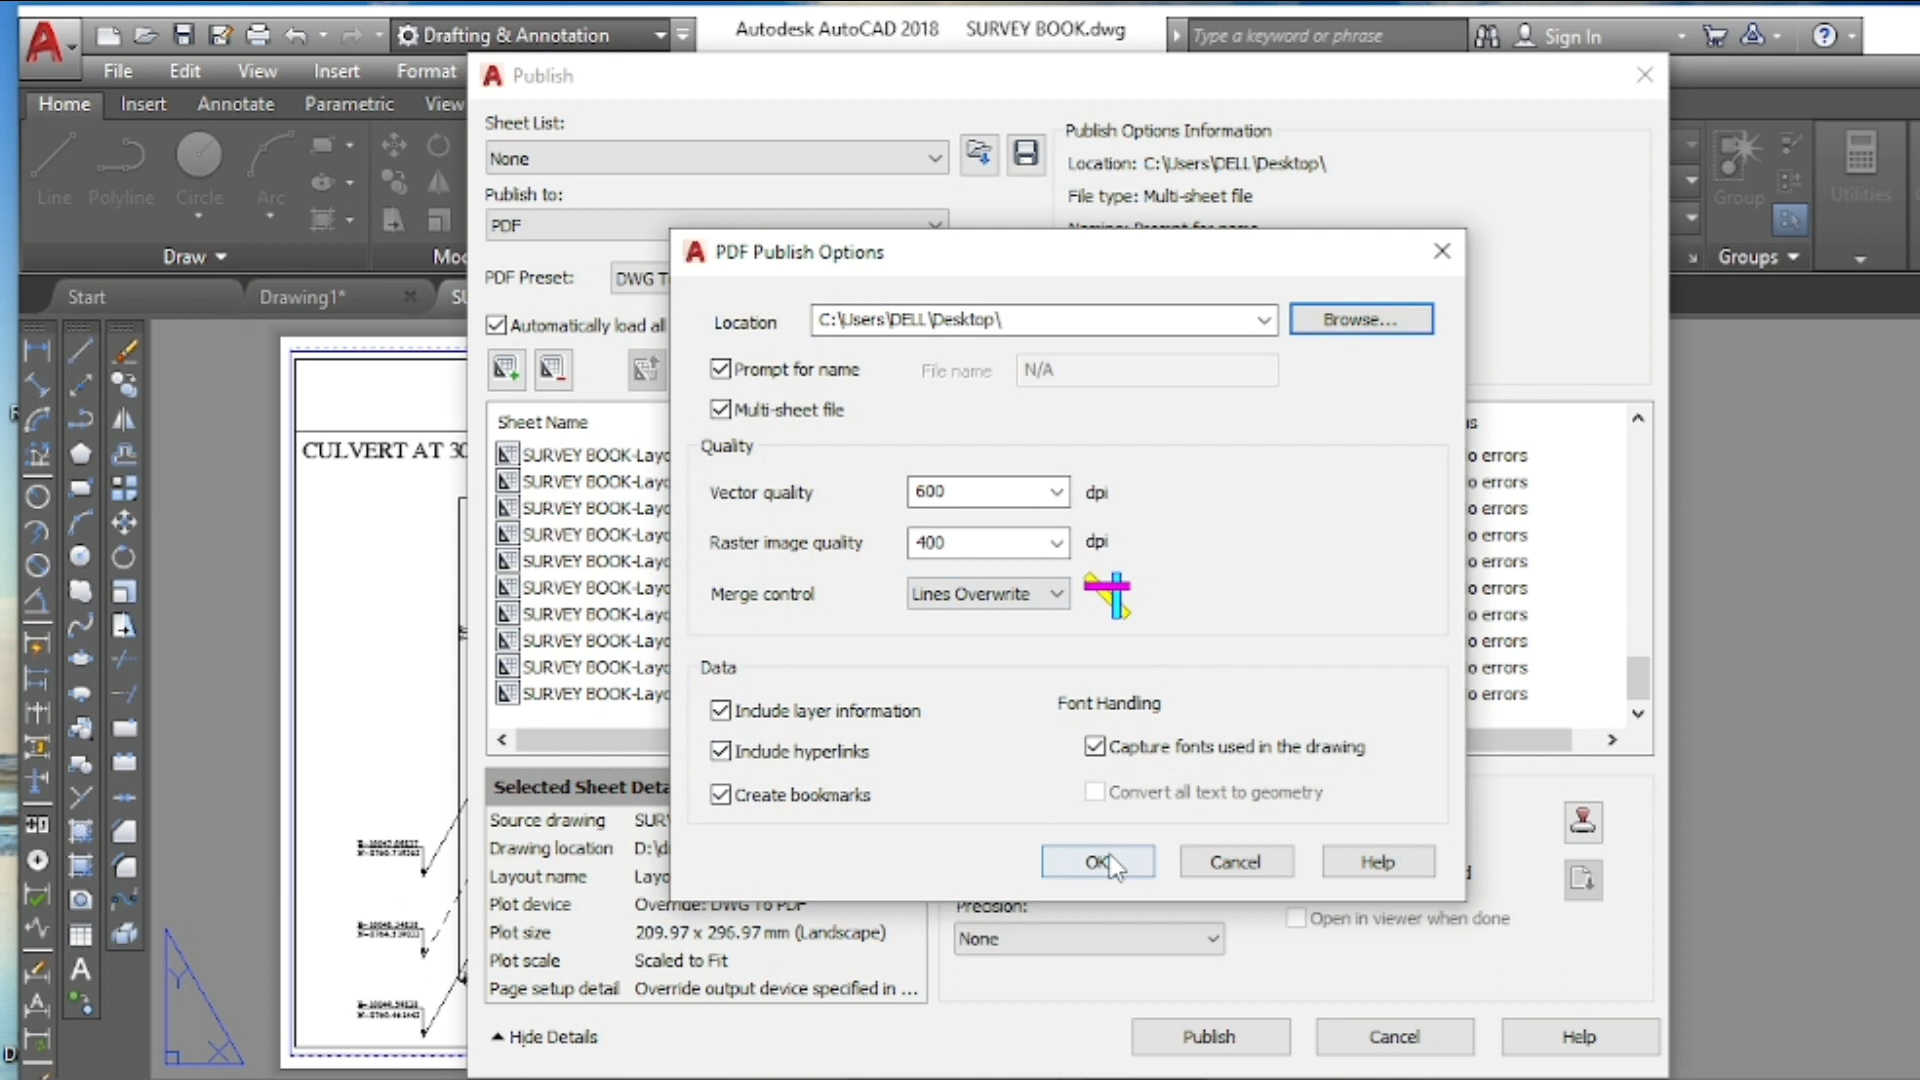 Drafting & Annotation
Autodesk AutoCAD 2018 SURVEY BOOK.dwg
Type a keyword or phrase
Sign In
File Edit View Insert Format
Publish
Home Insert Annotate Parametric View
Sheet List:
None
Publish to:
PDF
PDF Preset:
Automatically load all
Publish Options Information
Location: C:\Users\DELL\Desktop\
File type: Multi-sheet file
Line Polyline Circle Arc
Draw
Group
Utilities
Groups
Start Drawing1*
PDF Publish Options
Location C:\Users\DELL\Desktop\ Browse...
Prompt for name File name N/A
Multi-sheet file
Quality
Vector quality 600 dpi
Raster image quality 400 dpi
Merge control Lines Overwrite
Data
Include layer information
Include hyperlinks
Create bookmarks
Font Handling
Capture fonts used in the drawing
Convert all text to geometry
OK Cancel Help
Sheet Name
SURVEY BOOK-Layo
SURVEY BOOK-Layo
SURVEY BOOK-Layo
SURVEY BOOK-Layo
SURVEY BOOK-Layo
SURVEY BOOK-Layo
SURVEY BOOK-Layo
SURVEY BOOK-Layo
SURVEY BOOK-Layo
SURVEY BOOK-Layo
o errors
o errors
o errors
o errors
o errors
o errors
o errors
o errors
o errors
o errors
CULVERT AT 30
Selected Sheet Deta
Source drawing SUR
Drawing location D:\d
Layout name Layo
Plot device Override: DWG To PDF
Plot size 209.97 x 296.97 mm (Landscape)
Plot scale Scaled to Fit
Page setup detail Override output device specified in ...
Precision:
None
Open in viewer when done
Hide Details
Publish Cancel Help